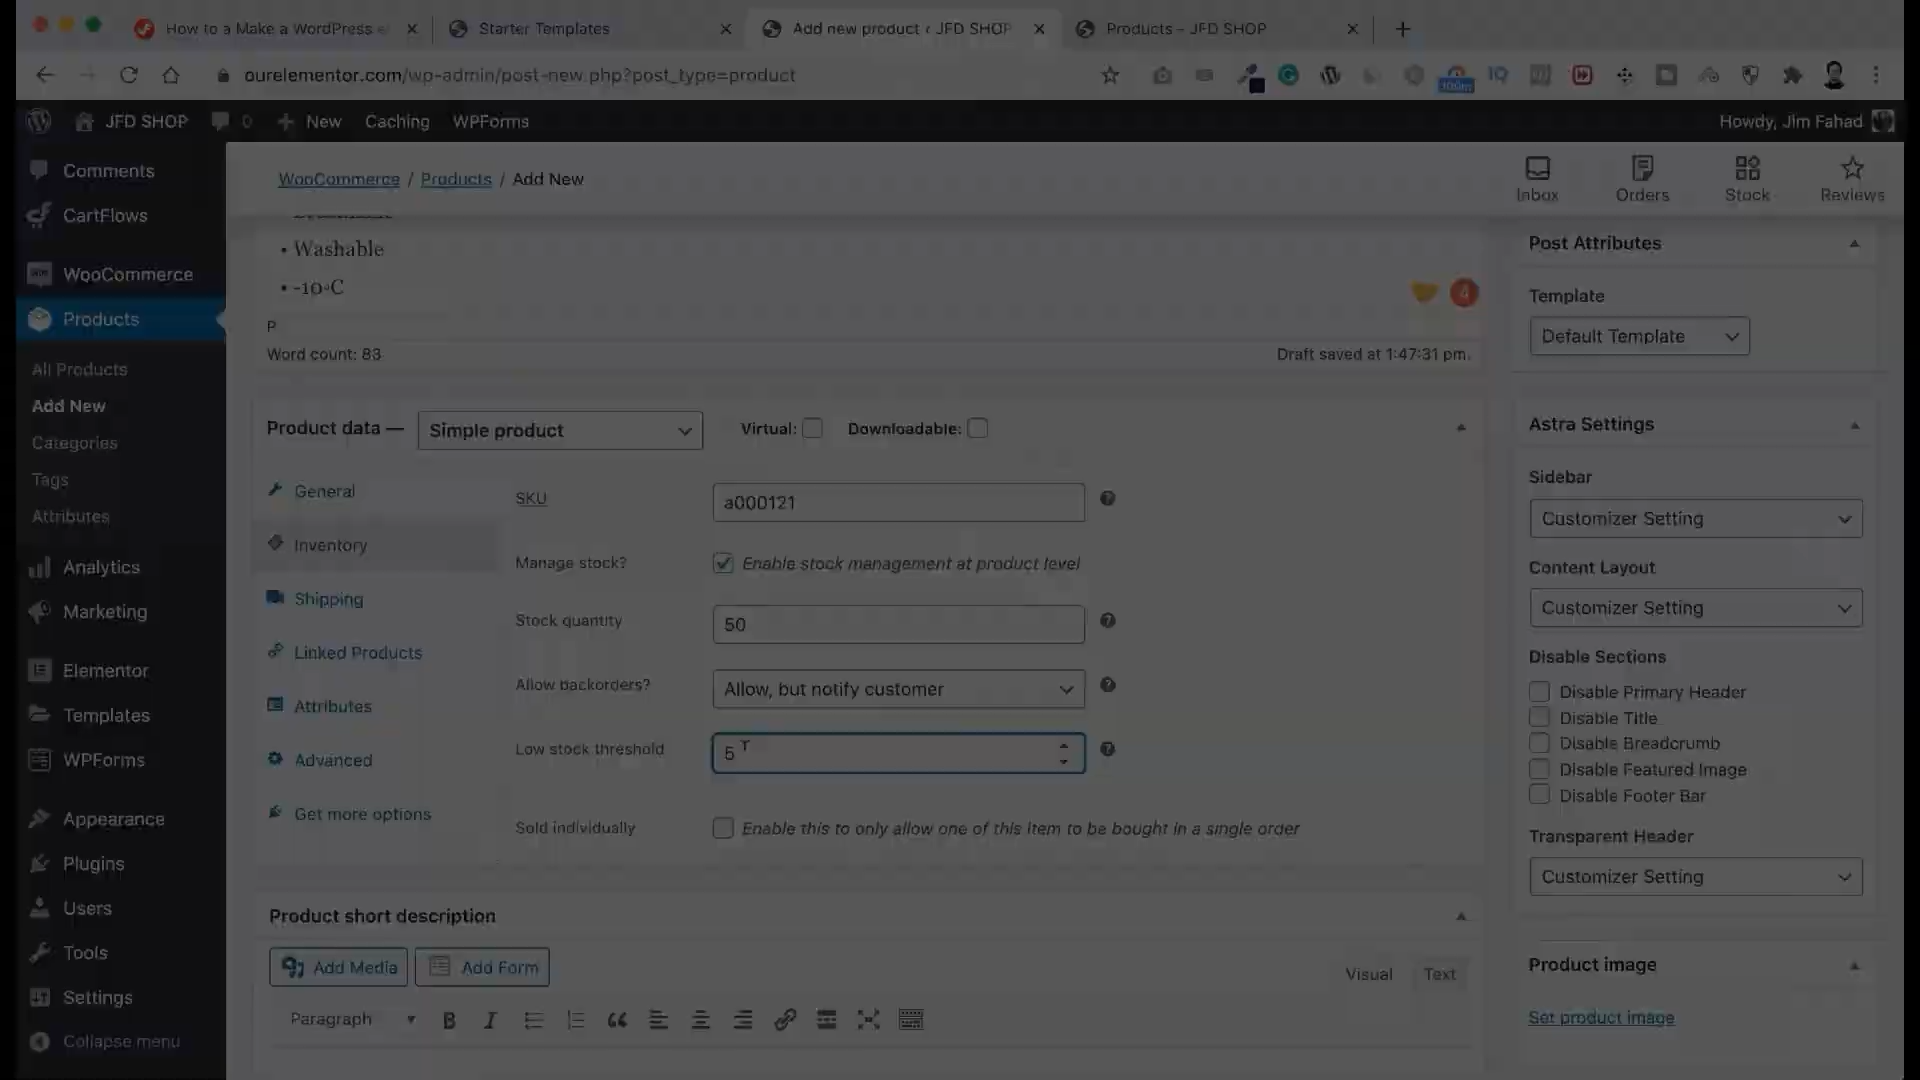 How to a Make a WordPress e
Starter Templates
Add new product ‹ JFD SHOP
Products – JFD SHOP
ourelementor.com/wp-admin/post-new.php?post_type=product
100m
IQ
JFD SHOP
0
New
Caching
WPForms
Howdy, Jim Fahad
Comments
CartFlows
WooCommerce
Products
All Products
Add New
Categories
Tags
Attributes
Analytics
Marketing
Elementor
Templates
WPForms
Appearance
Plugins
Users
Tools
Settings
Collapse menu
WooCommerce / Products / Add New
Inbox
Orders
Stock
Reviews
• Washable
• -10◦C
4
P
Word count: 83
Draft saved at 1:47:31 pm.
Product data —
Simple product
Virtual:
Downloadable:
General
Inventory
Shipping
Linked Products
Attributes
Advanced
Get more options
SKU
a000121
Manage stock?
Enable stock management at product level
Stock quantity
50
Allow backorders?
Allow, but notify customer
Low stock threshold
5
Sold individually
Enable this to only allow one of this item to be bought in a single order
Product short description
Add Media
Add Form
Visual
Text
Paragraph
B
I
Post Attributes
Template
Default Template
Astra Settings
Sidebar
Customizer Setting
Content Layout
Customizer Setting
Disable Sections
Disable Primary Header
Disable Title
Disable Breadcrumb
Disable Featured Image
Disable Footer Bar
Transparent Header
Customizer Setting
Product image
Set product image